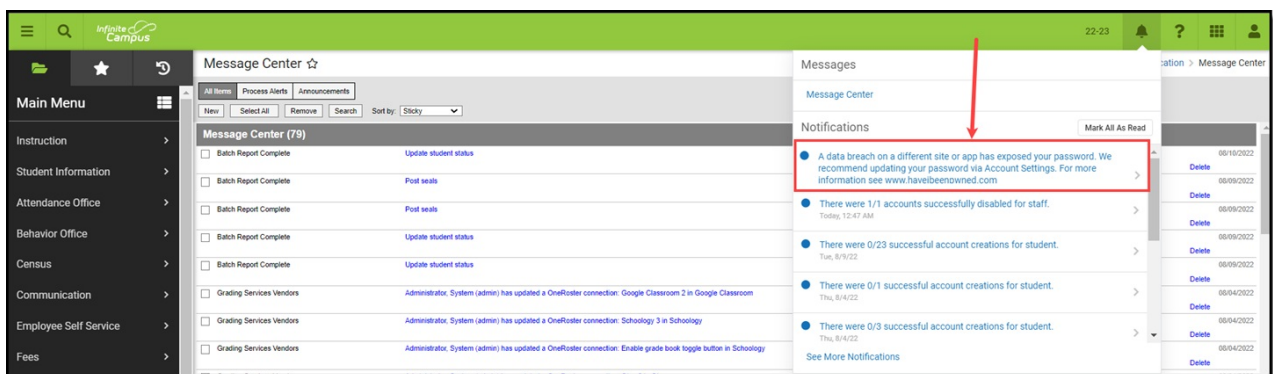 Infinite Campus
22-23
?
Main Menu
Instruction
Student Information
Attendance Office
Behavior Office
Census
Communication
Employee Self Service
Fees
Message Center
cation > Message Center
All Items Process Alerts Announcements
New Select All Remove Search Sort by: Sticky
Message Center (79)
Batch Report Complete Update student status 08/10/2022
Delete
Batch Report Complete Post seals 08/09/2022
Delete
Batch Report Complete Post seals 08/09/2022
Delete
Batch Report Complete Update student status 08/09/2022
Delete
Batch Report Complete Update student status 08/09/2022
Delete
Grading Services Vendors Administrator, System (admin) has updated a OneRoster connection: Google Classroom 2 in Google Classroom 08/04/2022
Delete
Grading Services Vendors Administrator, System (admin) has updated a OneRoster connection: Schoology 3 in Schoology 08/04/2022
Delete
Grading Services Vendors Administrator, System (admin) has updated a OneRoster connection: Enable grade book toggle button in Schoology 08/04/2022
Delete
Messages
Message Center
Notifications Mark All As Read
A data breach on a different site or app has exposed your password. We
recommend updating your password via Account Settings. For more
information see www.haveibeenowned.com
There were 1/1 accounts successfully disabled for staff.
Today, 12:47 AM
There were 0/23 successful account creations for student.
Tue, 8/9/22
There were 0/1 successful account creations for student.
Thu, 8/4/22
There were 0/3 successful account creations for student.
Thu, 8/4/22
See More Notifications